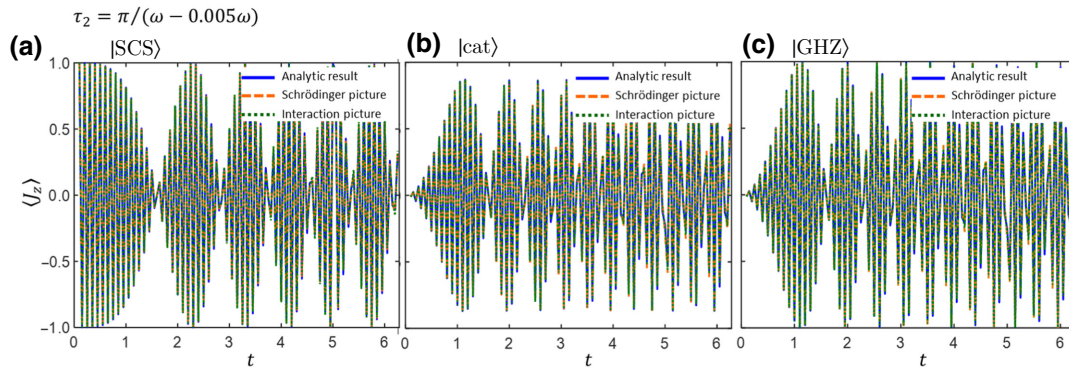 τ₂ = π/(ω − 0.005ω)
(a) |SCS⟩
(b) |cat⟩
(c) |GHZ⟩
Analytic result
Schrödinger picture
Interaction picture
Analytic result
Schrödinger picture
Interaction picture
Analytic result
Schrödinger picture
Interaction picture
⟨J_z⟩
1.0
0.5
0.0
−0.5
−1.0
0 1 2 3 4 5 6
0 1 2 3 4 5 6
0 1 2 3 4 5 6
t
t
t